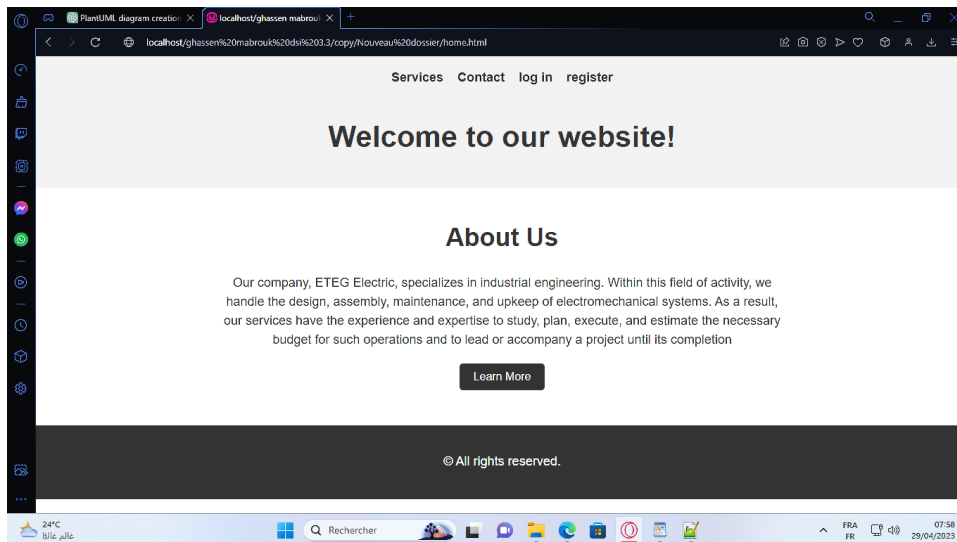 PlantUML diagram creation
localhost/ghassen mabrouk
localhost/ghassen%20mabrouk%20dsi%203.3/copy/Nouveau%20dossier/home.html
Services Contact log in register
Welcome to our website!
About Us
Our company, ETEG Electric, specializes in industrial engineering. Within this field of activity, we
handle the design, assembly, maintenance, and upkeep of electromechanical systems. As a result,
our services have the experience and expertise to study, plan, execute, and estimate the necessary
budget for such operations and to lead or accompany a project until its completion
Learn More
© All rights reserved.
24°C
غالم غالبًا
Rechercher
FRA
FR
07:58
29/04/2023